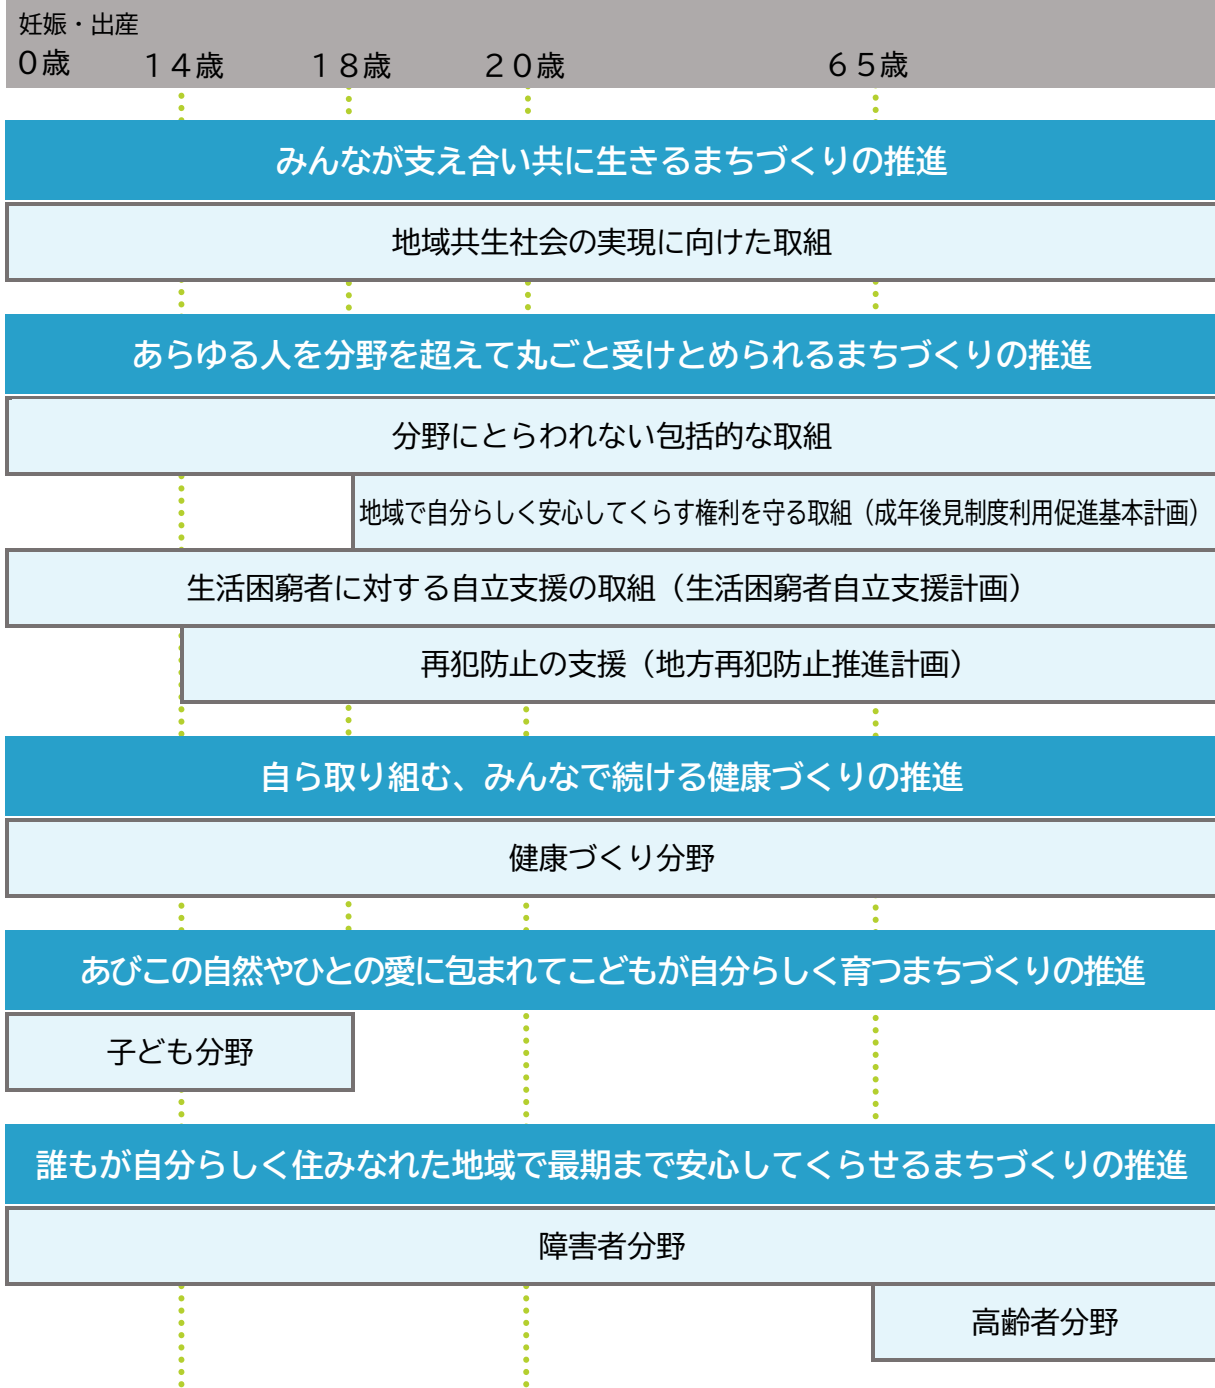 妊娠・出産
０歳 １４歳 １８歳 ２０歳 ６５歳
みんなが支え合い共に生きるまちづくりの推進
地域共生社会の実現に向けた取組
あらゆる人を分野を超えて丸ごと受けとめられるまちづくりの推進
分野にとらわれない包括的な取組
地域で自分らしく安心してくらす権利を守る取組（成年後見制度利用促進基本計画）
生活困窮者に対する自立支援の取組（生活困窮者自立支援計画）
再犯防止の支援（地方再犯防止推進計画）
自ら取り組む、みんなで続ける健康づくりの推進
健康づくり分野
あびこの自然やひとの愛に包まれてこどもが自分らしく育つまちづくりの推進
子ども分野
誰もが自分らしく住みなれた地域で最期まで安心してくらせるまちづくりの推進
障害者分野
高齢者分野